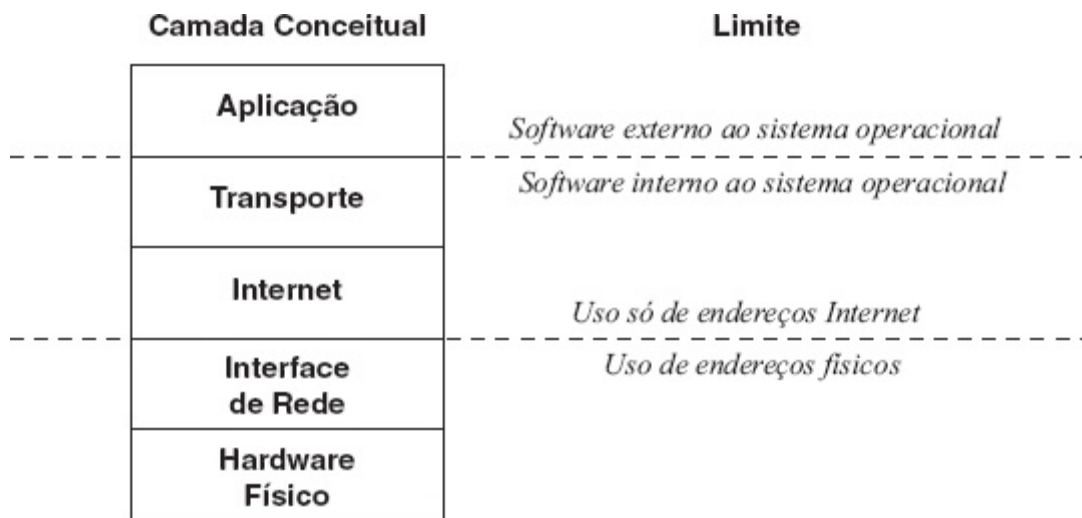 Camada Conceitual
Limite
Aplicação
Software externo ao sistema operacional
Software interno ao sistema operacional
Transporte
Internet
Uso só de endereços Internet
Uso de endereços físicos
Interface
de Rede
Hardware
Físico